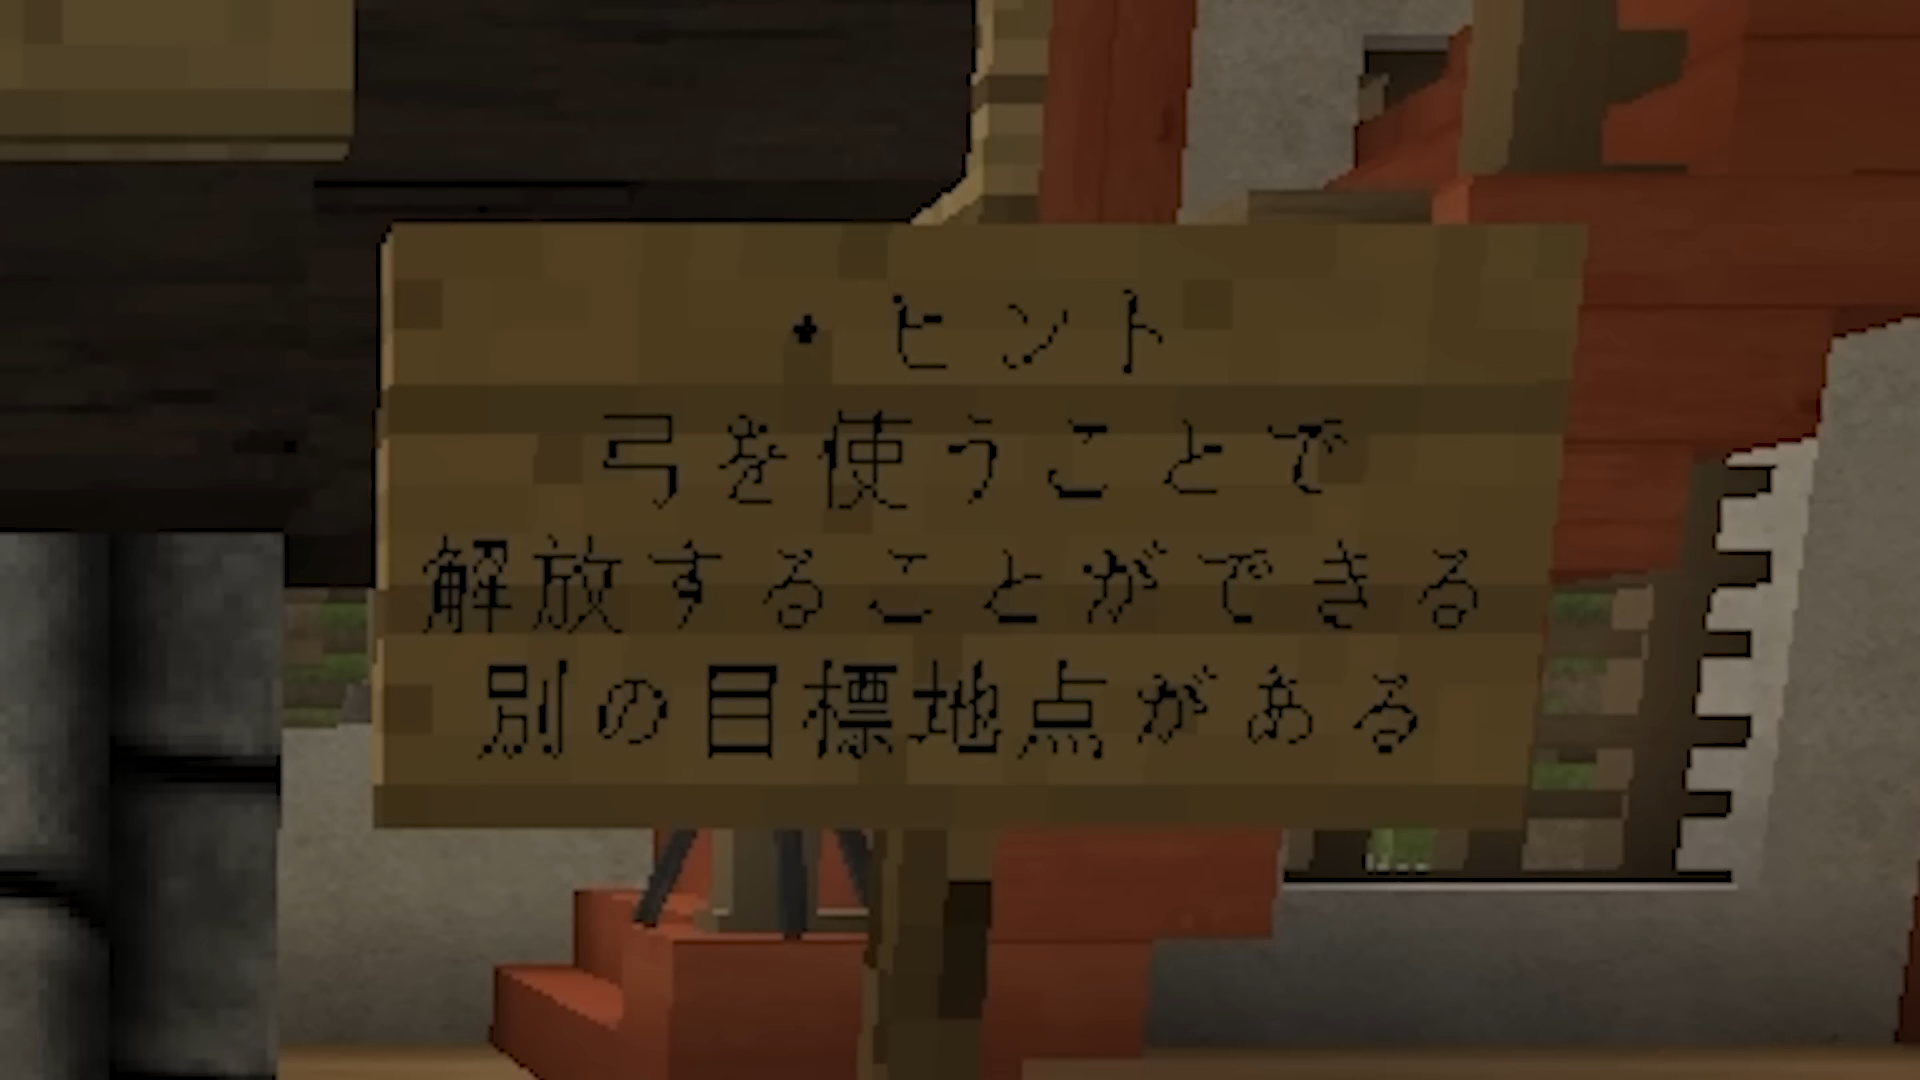 ・ヒント
弓を使うことで
解放することができる
別の目標地点がある